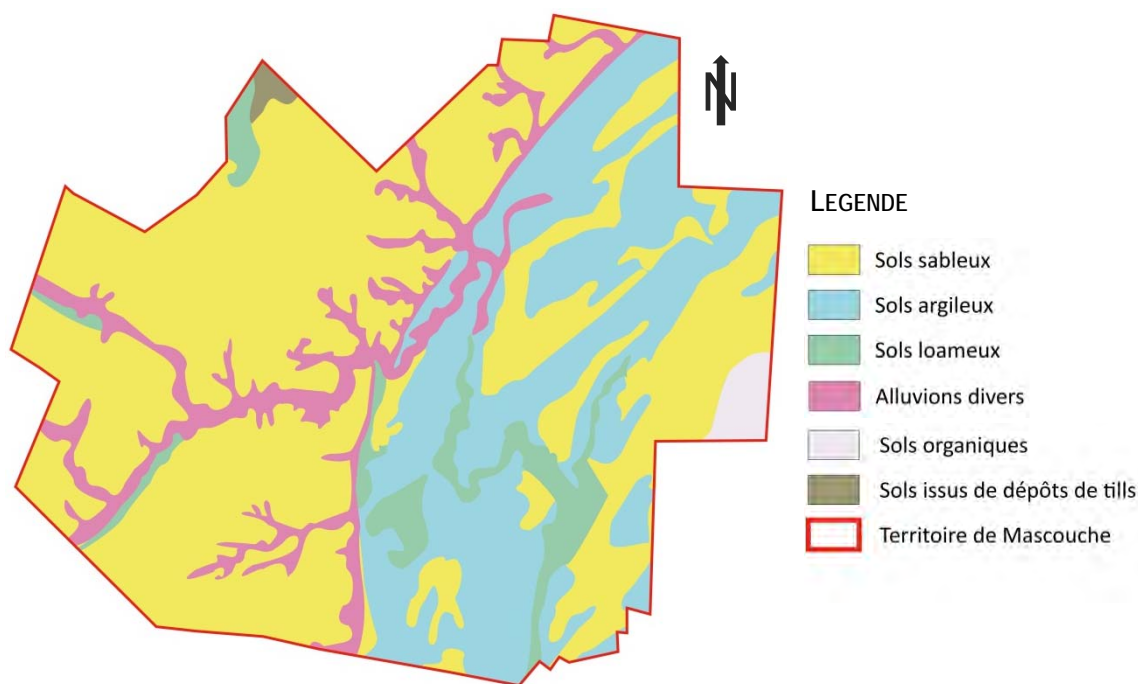 N
LEGENDE
Sols sableux
Sols argileux
Sols loameux
Alluvions divers
Sols organiques
Sols issus de dépôts de tills
Territoire de Mascouche